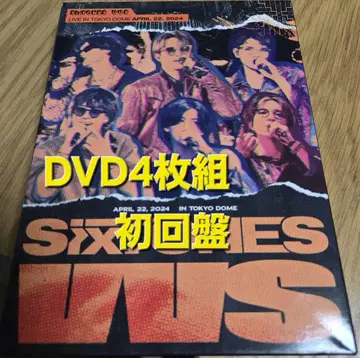 LIVE IN TOKYO DOME APRIL 22, 2024
DVD4枚組
APRIL 22, 2024 IN TOKYO DOME
初回盤
SixTONES
VVS